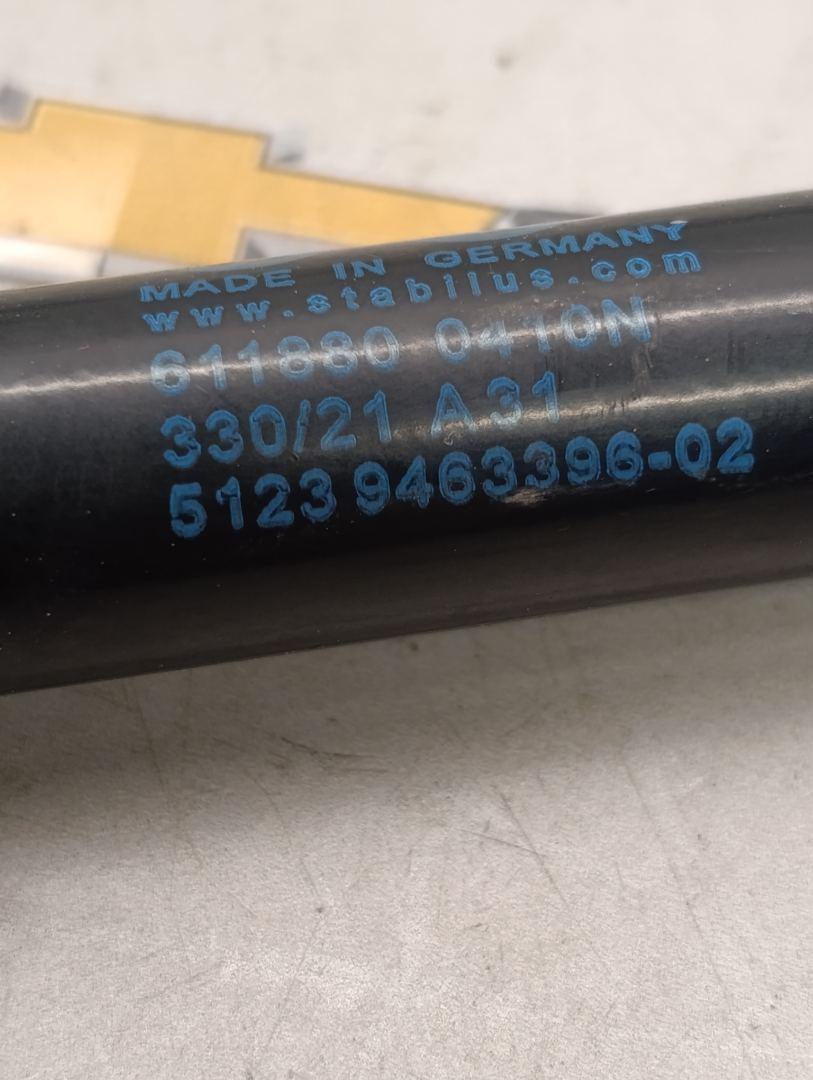 MADE IN GERMANY
www.stabilus.com
611880 0410N
330/21 A31
5123 9463396-02